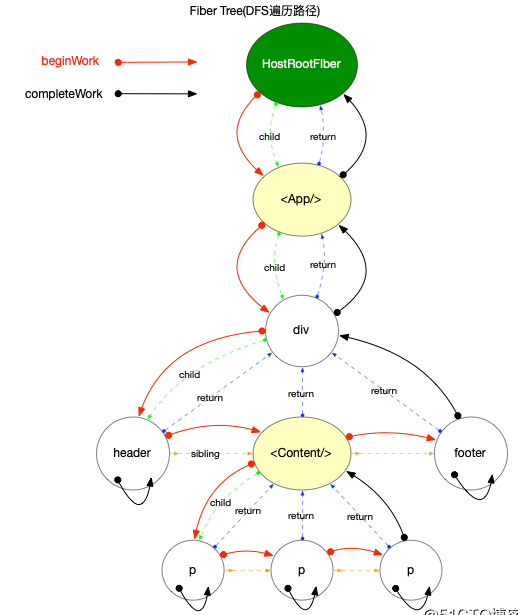 Fiber Tree(DFS遍历路径)
beginWork
HostRootFiber
completeWork
child
return
<App/>
child
return
div
child
return
return
return
header
sibling
<Content/>
footer
child
return
return
return
p
p
p
@51CTO博客